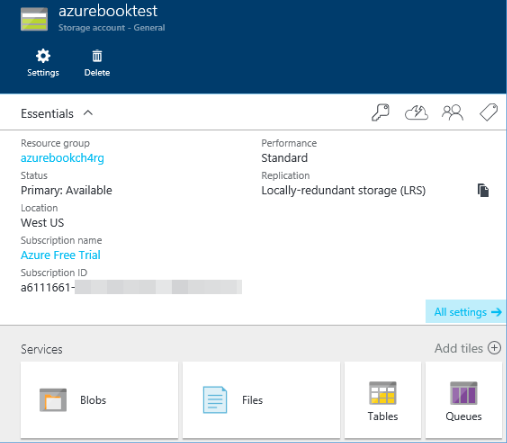 azurebooktest
Storage account - General
Settings
Delete
Essentials
Resource group
azurebookch4rg
Status
Primary: Available
Location
West US
Subscription name
Azure Free Trial
Subscription ID
a6111661-
Performance
Standard
Replication
Locally-redundant storage (LRS)
All settings
Services
Add tiles
Blobs
Files
Tables
Queues